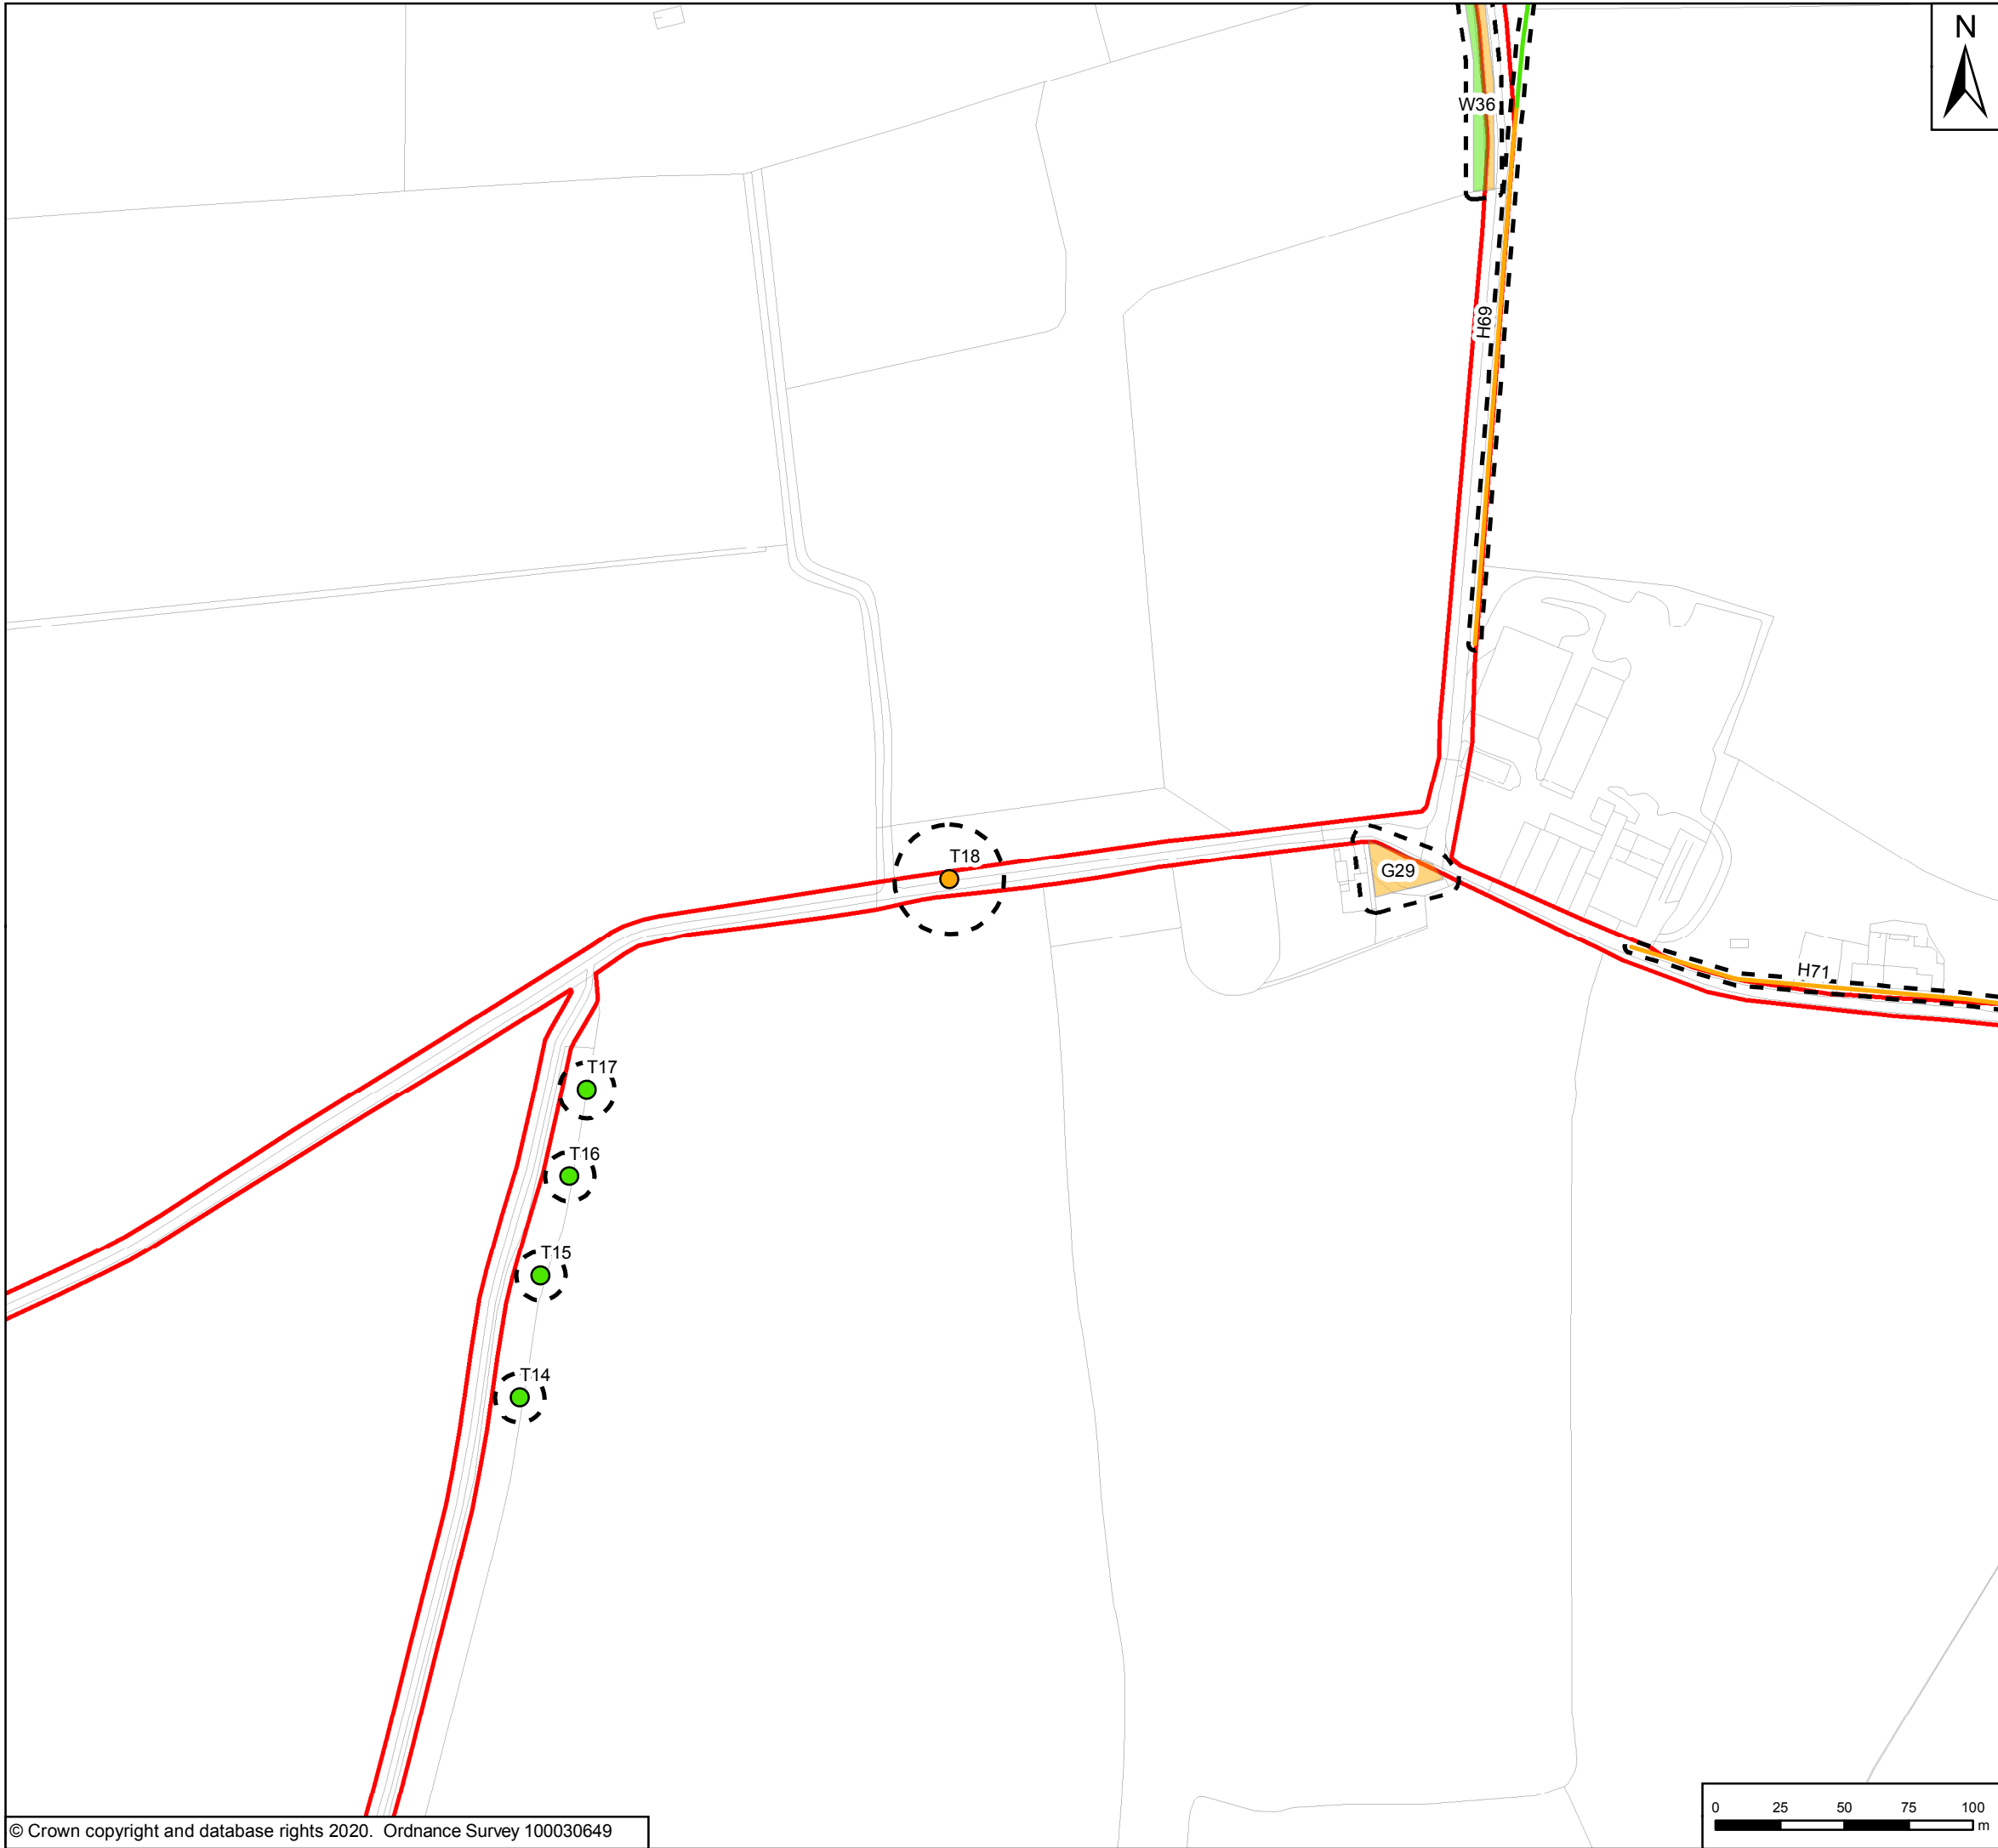 N
W36
H69
T18
G29
H71
T17
T16
T15
T14
0 25 50 75 100
m
© Crown copyright and database rights 2020. Ordnance Survey 100030649